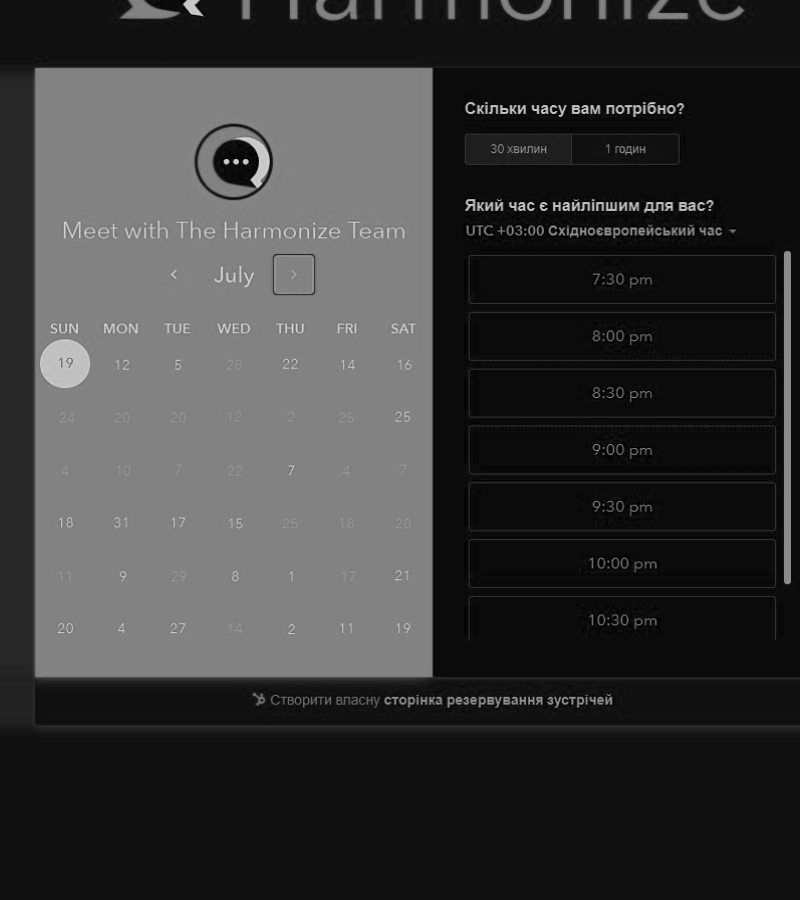 Harmonize
Meet with The Harmonize Team
July
SUN MON TUE WED THU FRI SAT
19 12 5 28 22 14 16
24 20 20 12 2 25 25
4 10 7 22 7 4 7
18 31 17 15 25 18 20
11 9 29 8 1 17 21
20 4 27 14 2 11 19
Скільки часу вам потрібно?
30 хвилин 1 годин
Який час є найліпшим для вас?
UTC +03:00 Східноєвропейський час
7:30 pm
8:00 pm
8:30 pm
9:00 pm
9:30 pm
10:00 pm
10:30 pm
Створити власну сторінка резервування зустрічей